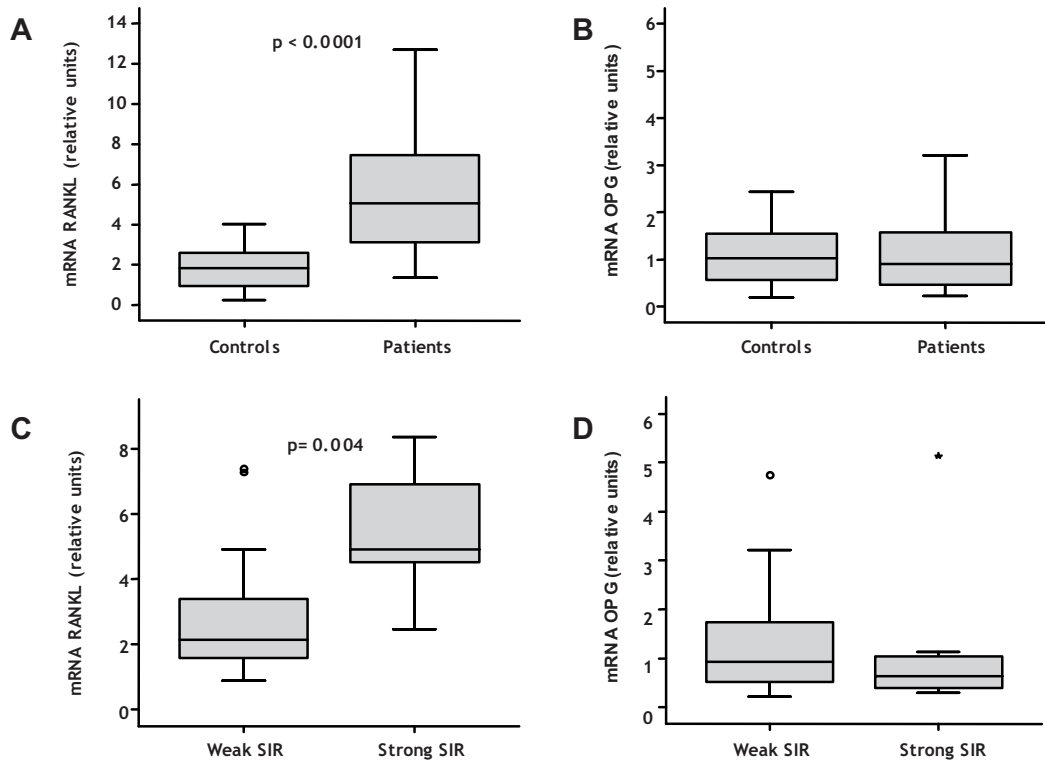 A
mRNA RANKL (relative units)
14
12
10
8
6
4
2
0
p < 0.0001
Controls
Patients
B
mRNA OPG (relative units)
6
5
4
3
2
1
0
Controls
Patients
C
mRNA RANKL (relative units)
8
6
4
2
0
p= 0.004
Weak SIR
Strong SIR
D
mRNA OPG (relative units)
6
5
4
3
2
1
0
Weak SIR
Strong SIR